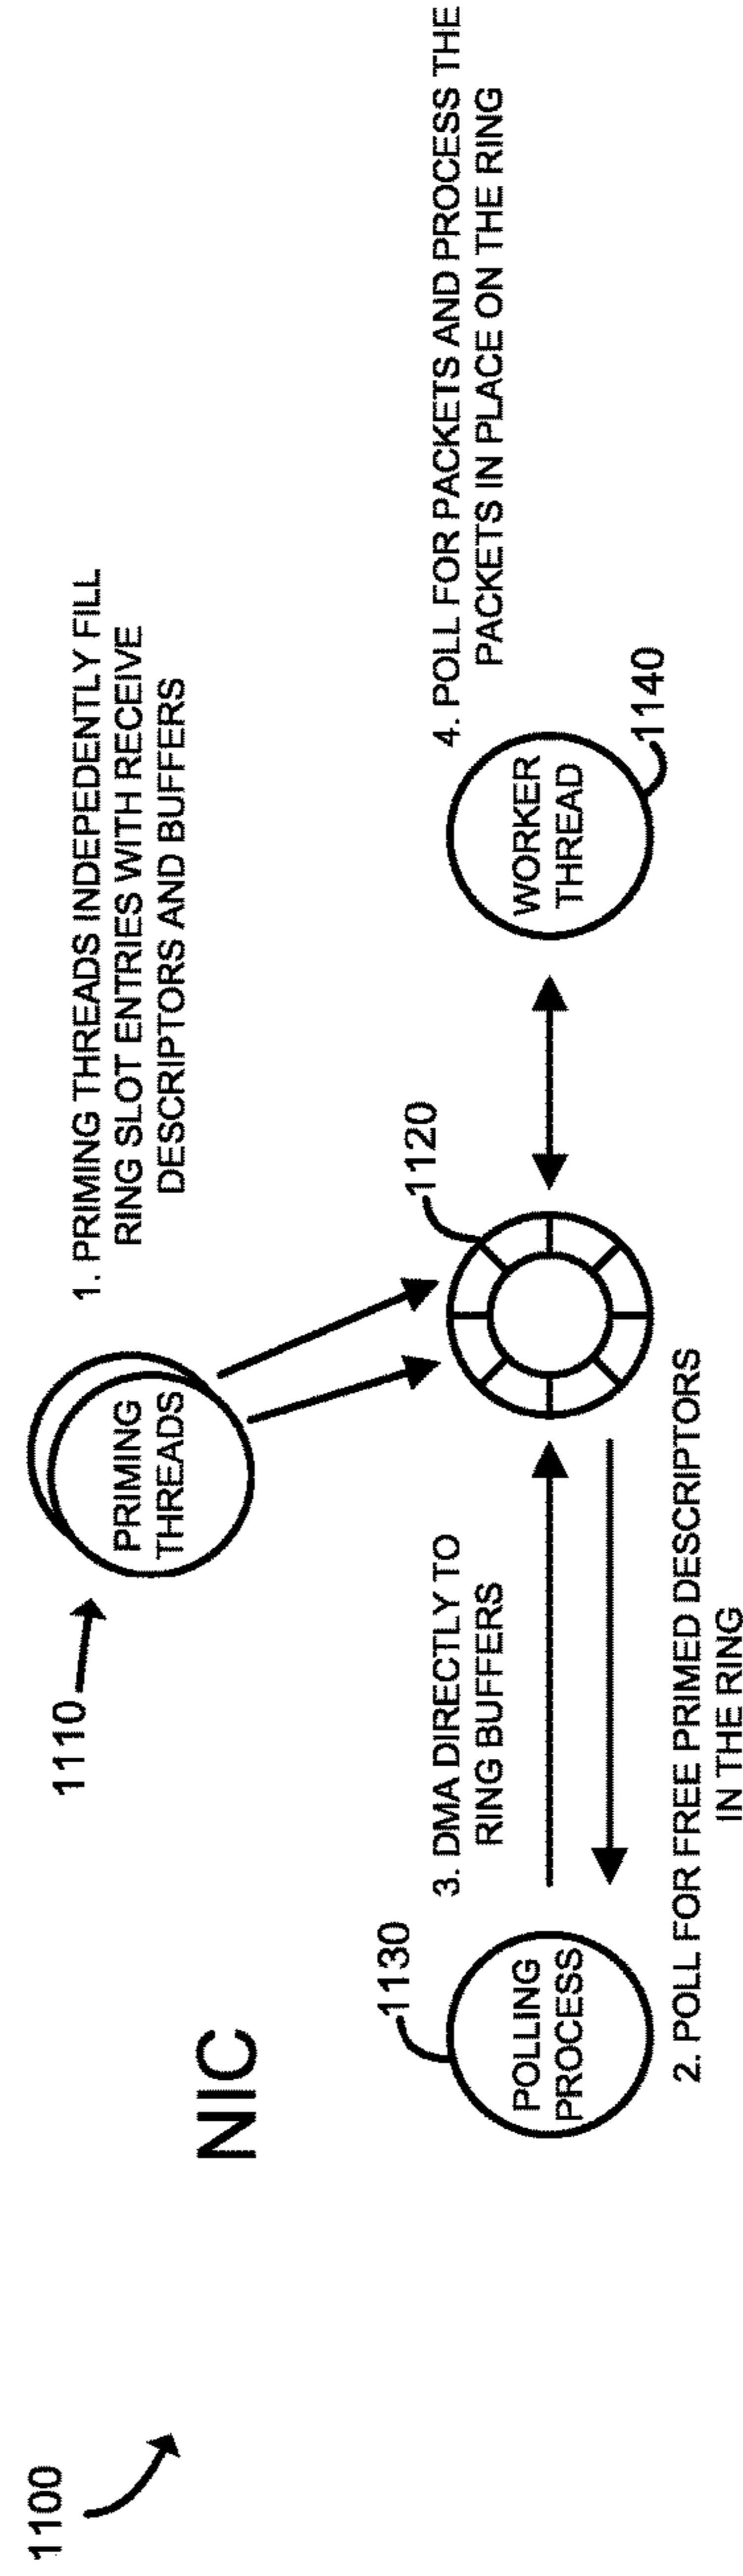 1100
NIC
1110
PRIMING
THREADS
1. PRIMING THREADS INDEPEDENTLY FILL
RING SLOT ENTRIES WITH RECEIVE
DESCRIPTORS AND BUFFERS
1130
POLLING
PROCESS
3. DMA DIRECTLY TO
RING BUFFERS
2. POLL FOR FREE PRIMED DESCRIPTORS
IN THE RING
1120
WORKER
THREAD
1140
4. POLL FOR PACKETS AND PROCESS THE
PACKETS IN PLACE ON THE RING